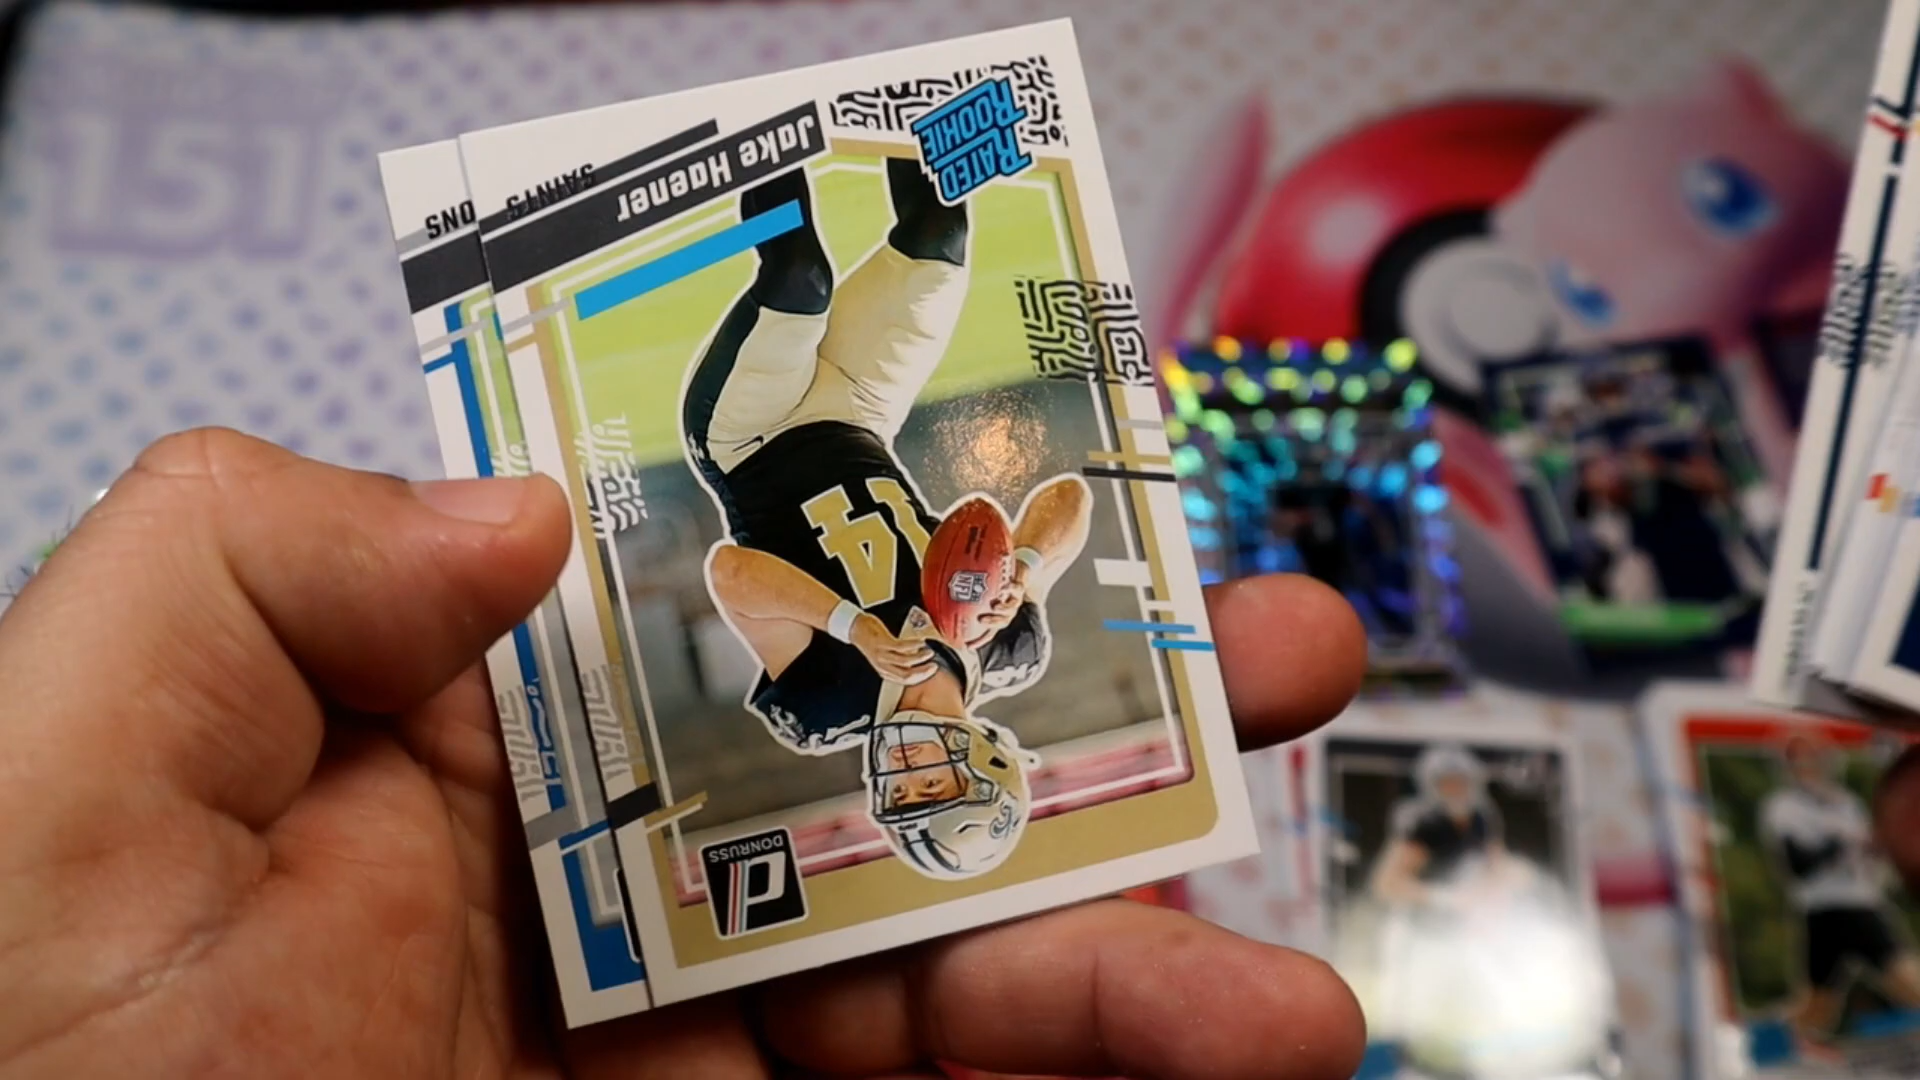 RATED
ROOKIE
Jake Haener
SAINTS
ONS
14
NFL
DONRUSS
151